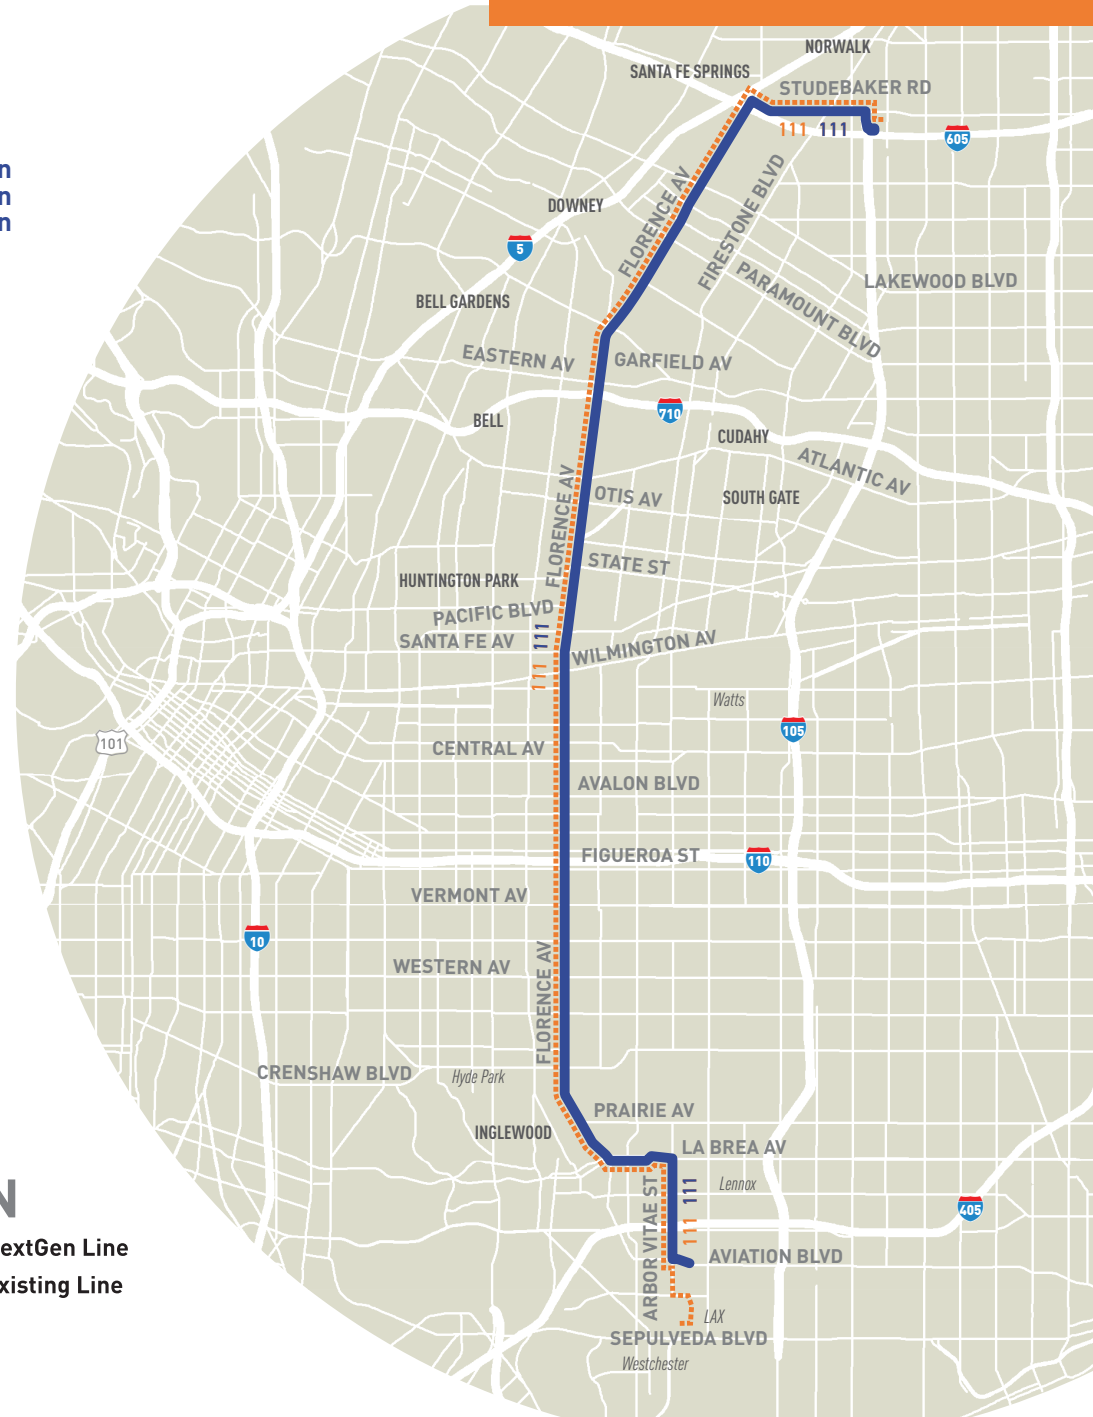 NORWALK
SANTA FE SPRINGS
STUDEBAKER RD
111 111
605
n
n
n
FLORENCE AV
FIRESTONE BLVD
DOWNEY
5
PARAMOUNT BLVD
LAKEWOOD BLVD
BELL GARDENS
EASTERN AV
GARFIELD AV
710
BELL
CUDAHY
ATLANTIC AV
FLORENCE AV
OTIS AV
SOUTH GATE
STATE ST
HUNTINGTON PARK
PACIFIC BLVD
SANTA FE AV
111 111
WILMINGTON AV
Watts
105
101
CENTRAL AV
AVALON BLVD
FIGUEROA ST
110
VERMONT AV
10
WESTERN AV
FLORENCE AV
CRENSHAW BLVD
Hyde Park
PRAIRIE AV
INGLEWOOD
LA BREA AV
Lennox
ARBOR VITAE ST
111 111
405
N
extGen Line
xisting Line
AVIATION BLVD
LAX
SEPULVEDA BLVD
Westchester